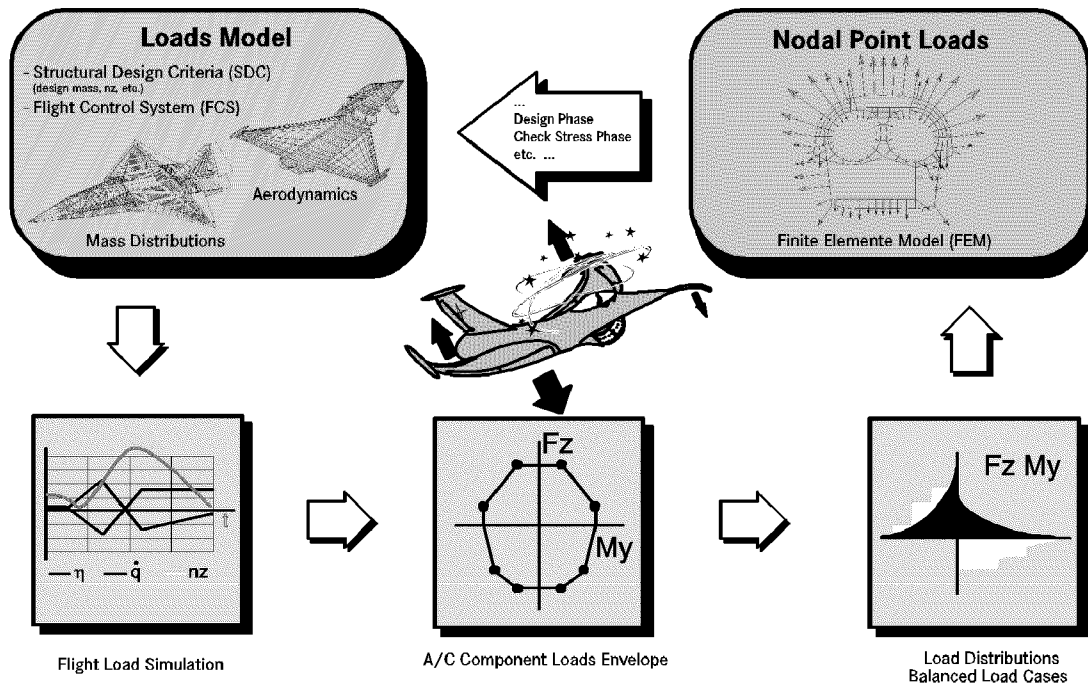 Loads Model
- Structural Design Criteria (SDC)
(design mass, nz, etc.)
- Flight Control System (FCS)
Aerodynamics
Mass Distributions
...
Design Phase
Check Stress Phase
etc. ...
Nodal Point Loads
Finite Elemente Model (FEM)
t
η q̇ nz
Flight Load Simulation
Fz
My
A/C Component Loads Envelope
Fz My
Load Distributions
Balanced Load Cases